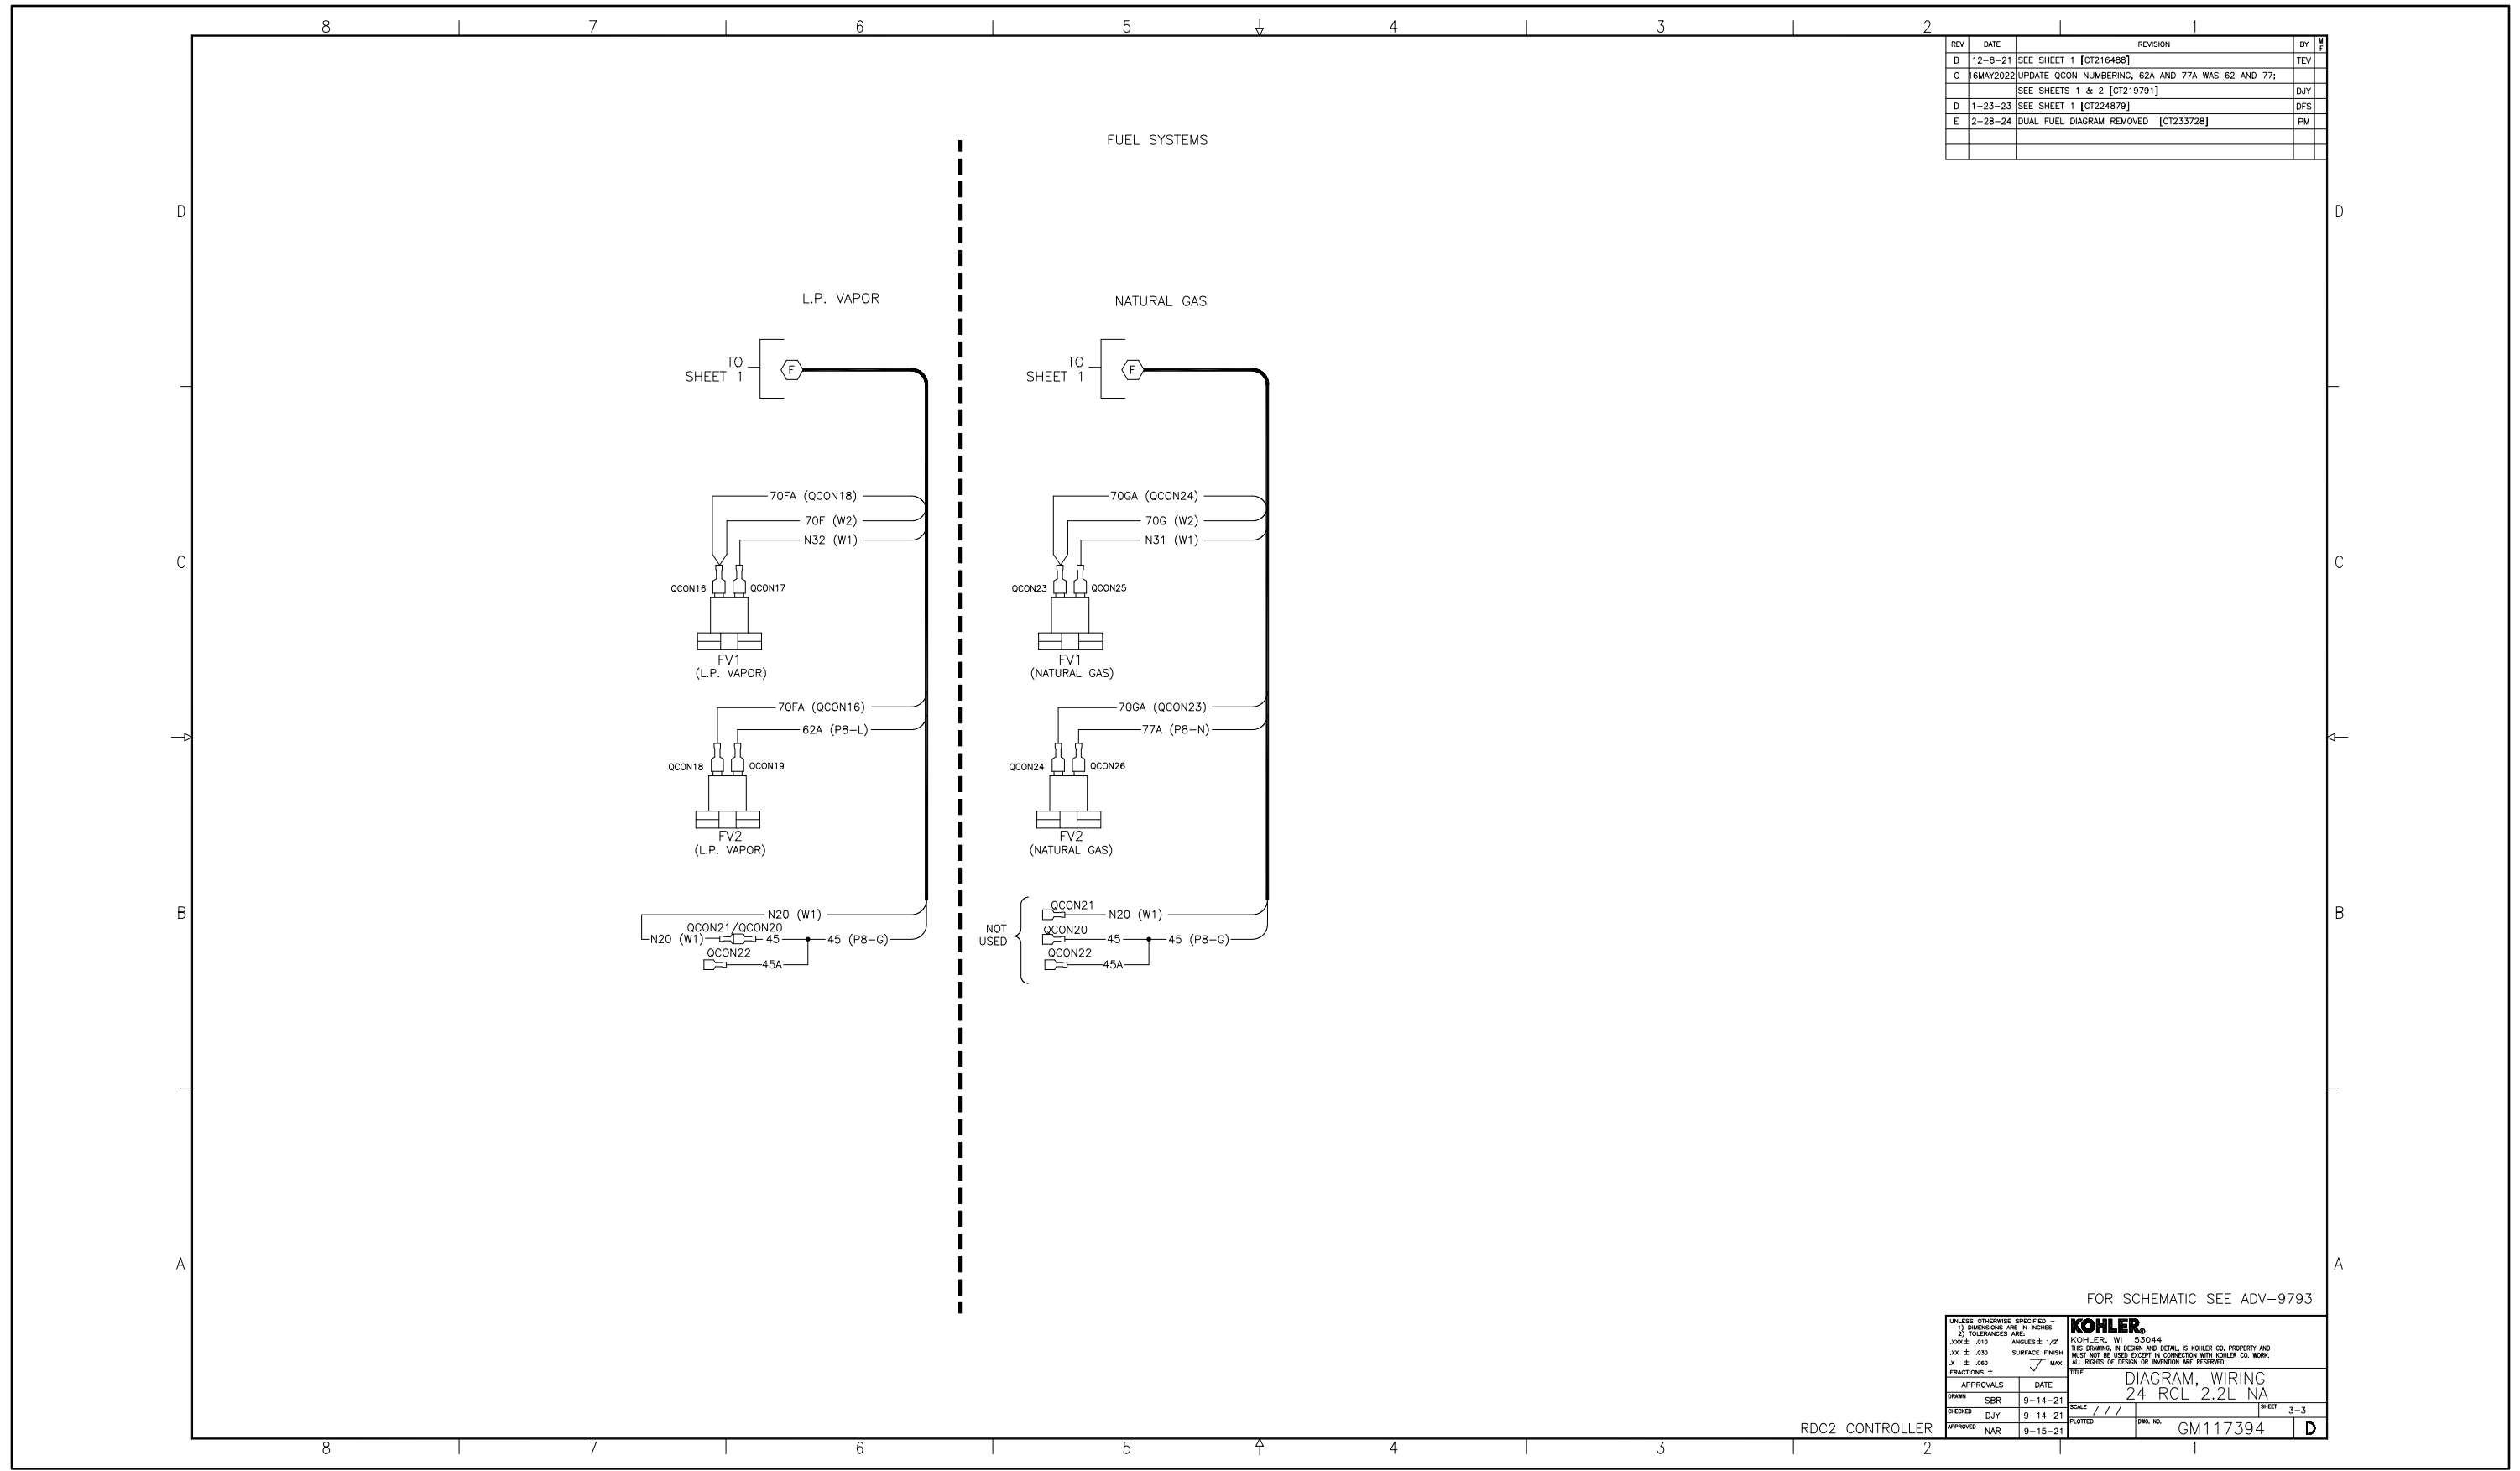 8 7 6 5 4 3 2 1
REV DATE REVISION BY M F
B 12-8-21 SEE SHEET 1 [CT216488] TEV
C 16MAY2022 UPDATE QCON NUMBERING, 62A AND 77A WAS 62 AND 77;
SEE SHEETS 1 & 2 [CT219791] DJY
D 1-23-23 SEE SHEET 1 [CT224879] DFS
E 2-28-24 DUAL FUEL DIAGRAM REMOVED [CT233728] PM
FUEL SYSTEMS
D D
L.P. VAPOR
TO
SHEET 1
F
70FA (QCON18)
70F (W2)
N32 (W1)
QCON16 QCON17
FV1
(L.P. VAPOR)
70FA (QCON16)
62A (P8-L)
QCON18 QCON19
FV2
(L.P. VAPOR)
N20 (W1)
QCON21/QCON20
N20 (W1) 45 45 (P8-G)
QCON22
45A
NATURAL GAS
TO
SHEET 1
F
70GA (QCON24)
70G (W2)
N31 (W1)
QCON23 QCON25
FV1
(NATURAL GAS)
70GA (QCON23)
77A (P8-N)
QCON24 QCON26
FV2
(NATURAL GAS)
NOT
USED
QCON21
N20 (W1)
QCON20
45 45 (P8-G)
QCON22
45A
C C
B B
A A
FOR SCHEMATIC SEE ADV-9793
UNLESS OTHERWISE SPECIFIED -
1) DIMENSIONS ARE IN INCHES
2) TOLERANCES ARE:
.XXX ± .010 ANGLES ± 1/2°
.XX ± .030 SURFACE FINISH
.X ± .060 MAX.
FRACTIONS ±
APPROVALS DATE
DRAWN SBR 9-14-21
CHECKED DJY 9-14-21
APPROVED NAR 9-15-21
KOHLER®
KOHLER, WI 53044
THIS DRAWING, IN DESIGN AND DETAIL, IS KOHLER CO. PROPERTY AND
MUST NOT BE USED EXCEPT IN CONNECTION WITH KOHLER CO. WORK.
ALL RIGHTS OF DESIGN OR INVENTION ARE RESERVED.
TITLE
DIAGRAM, WIRING
24 RCL 2.2L NA
SCALE / / / SHEET 3-3
PLOTTED DWG. NO. GM117394 D
RDC2 CONTROLLER
8 7 6 5 4 3 2 1